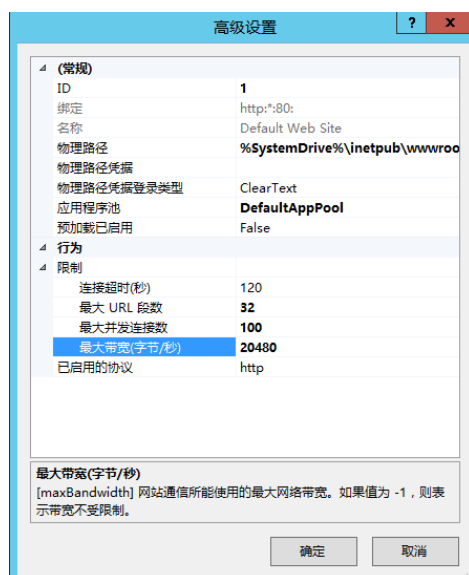 高级设置
? x
(常规)
ID 1
绑定 http:*:80:
名称 Default Web Site
物理路径 %SystemDrive%\inetpub\wwwroo
物理路径凭据
物理路径凭据登录类型 ClearText
应用程序池 DefaultAppPool
预加载已启用 False
行为
限制
连接超时(秒) 120
最大 URL 段数 32
最大并发连接数 100
最大带宽(字节/秒) 20480
已启用的协议 http
最大带宽(字节/秒)
[maxBandwidth] 网站通信所能使用的最大网络带宽。如果值为 -1，则表
示带宽不受限制。
确定 取消